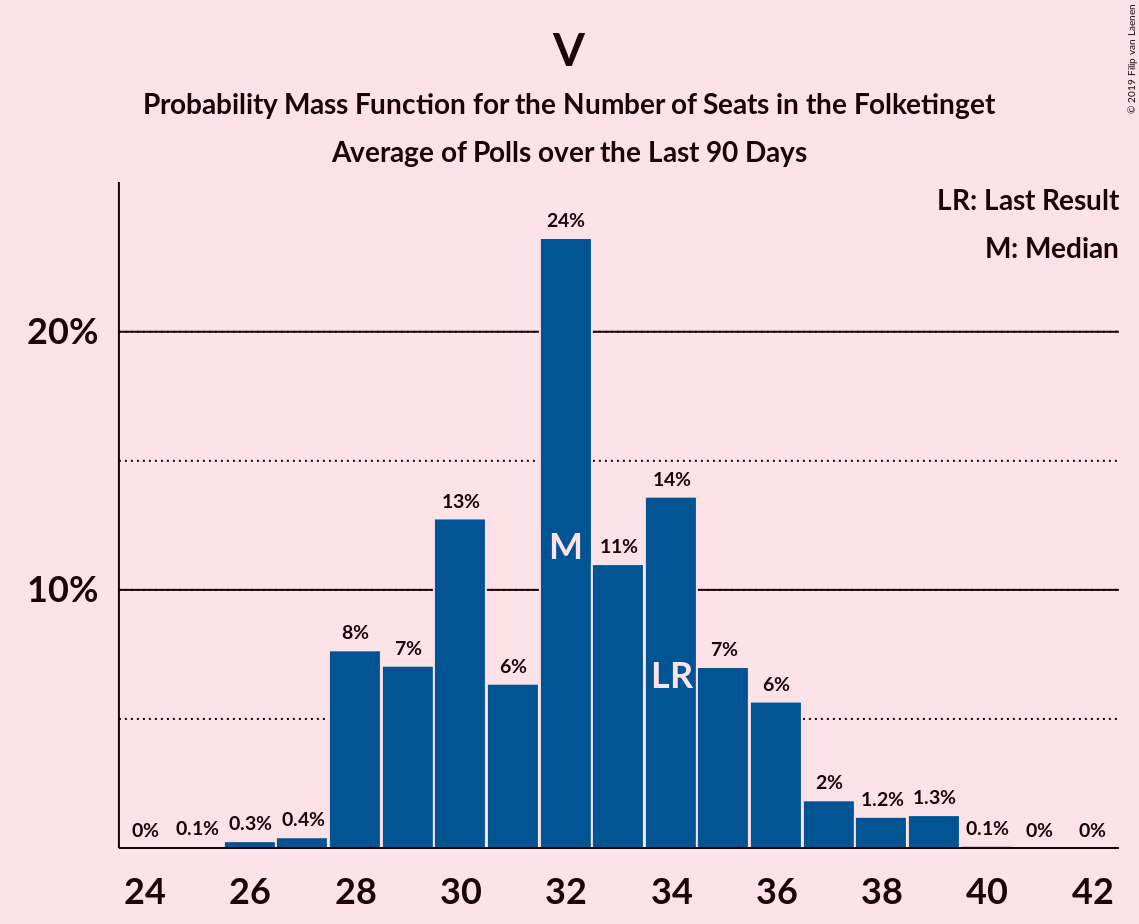 V
Probability Mass Function for the Number of Seats in the Folketinget
Average of Polls over the Last 90 Days
© 2019 Filip van Laenen
LR: Last Result
M: Median
20%
10%
0%
0.1%
0.3%
0.4%
8%
7%
13%
6%
24%
11%
14%
7%
6%
2%
1.2%
1.3%
0.1%
0%
0%
M
LR
24 26 28 30 32 34 36 38 40 42